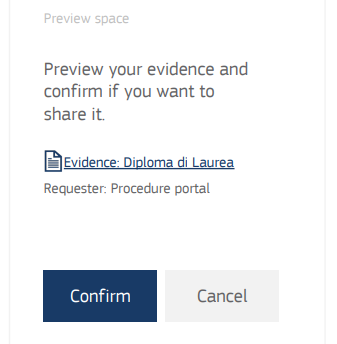 Preview space
Preview your evidence and
confirm if you want to
share it.
Evidence: Diploma di Laurea
Requester: Procedure portal
Confirm Cancel